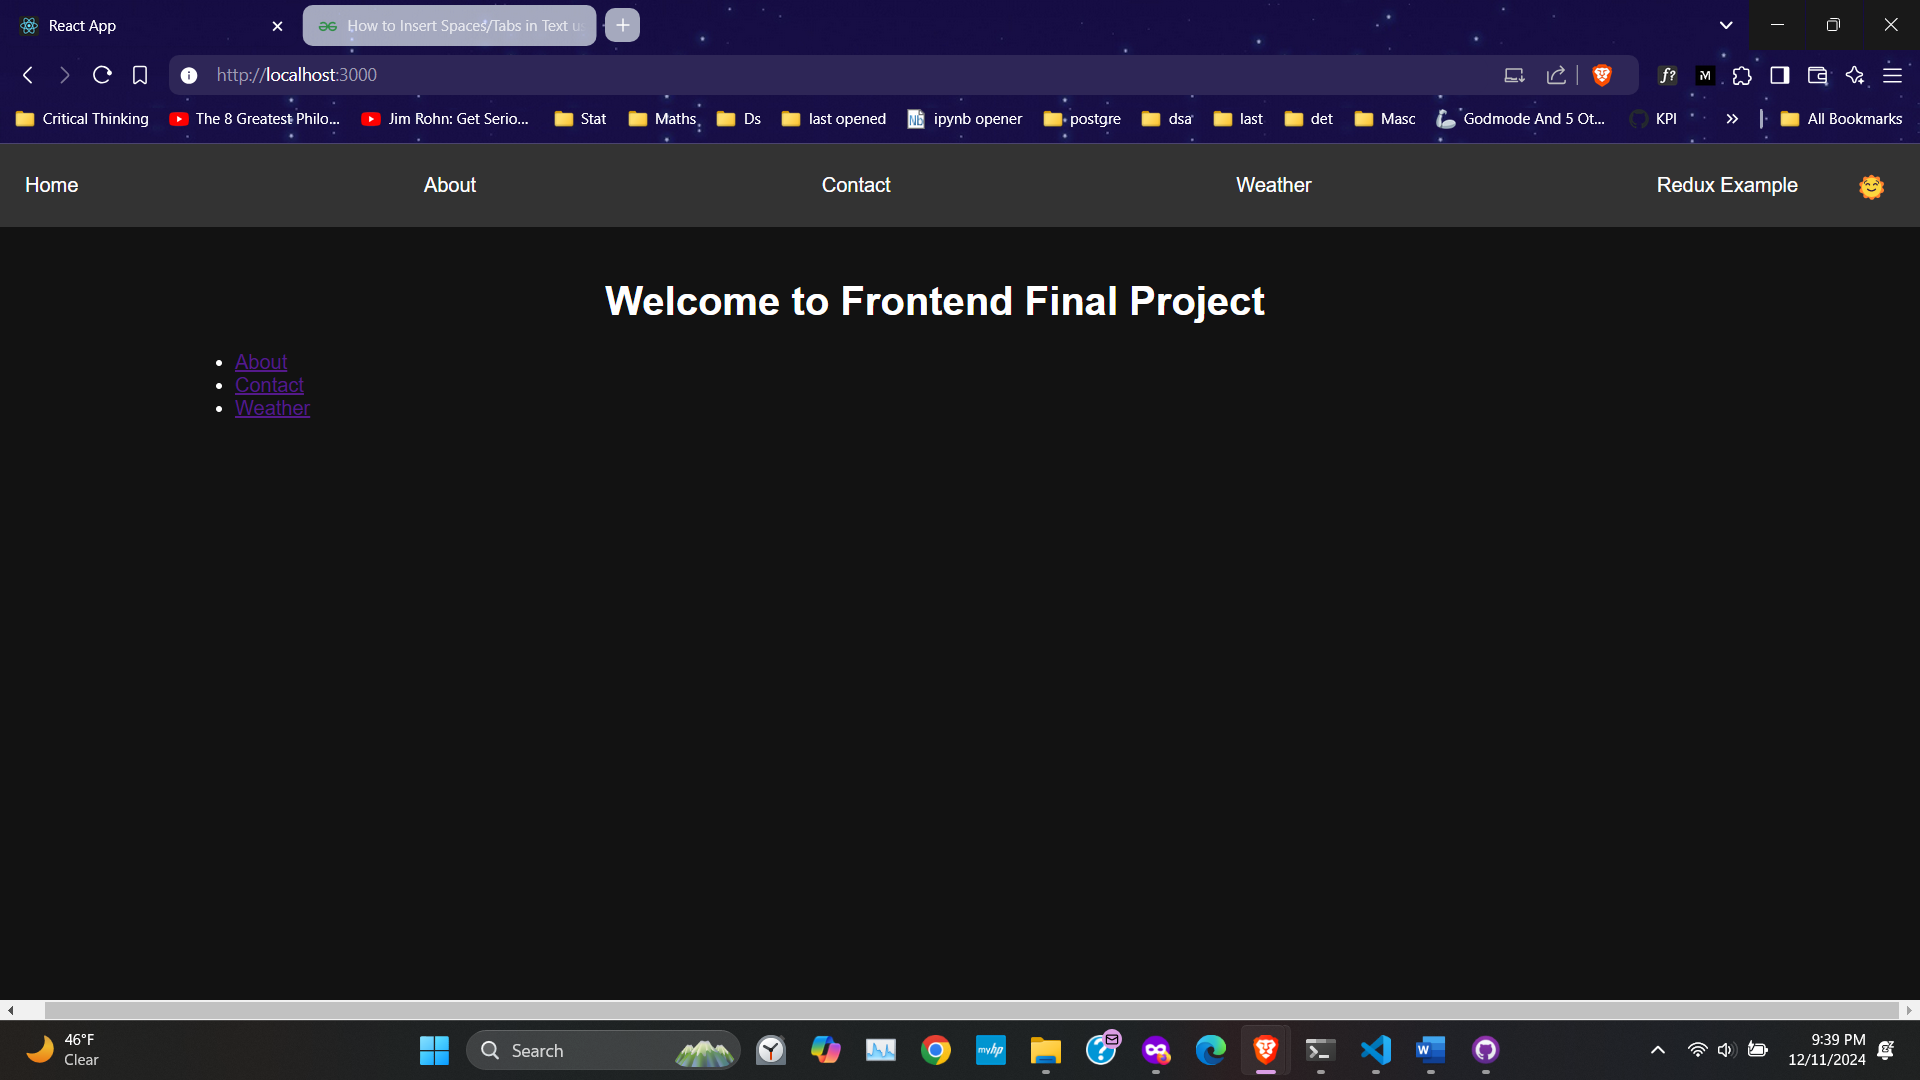 React App
How to Insert Spaces/Tabs in Text u
http://localhost:3000
Critical Thinking
The 8 Greatest Philo...
Jim Rohn: Get Serio...
Stat
Maths
Ds
last opened
ipynb opener
postgre
dsa
last
det
Masc
Godmode And 5 Ot...
KPI
All Bookmarks
Home
About
Contact
Weather
Redux Example
Welcome to Frontend Final Project
About
Contact
Weather
46°F
Clear
Search
myhp
9:39 PM
12/11/2024